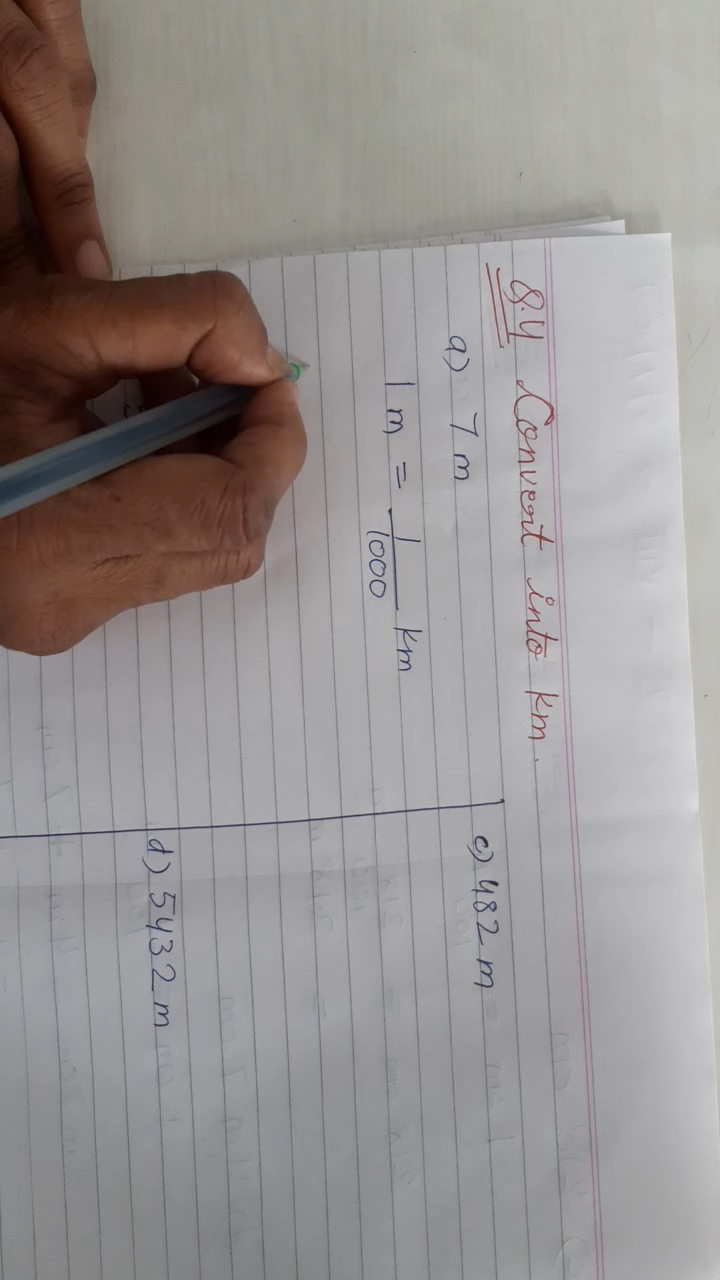 Q.4 Convert into km.
a) 7 m
1 m = 1/1000 km
c) 482 m
d) 5432 m